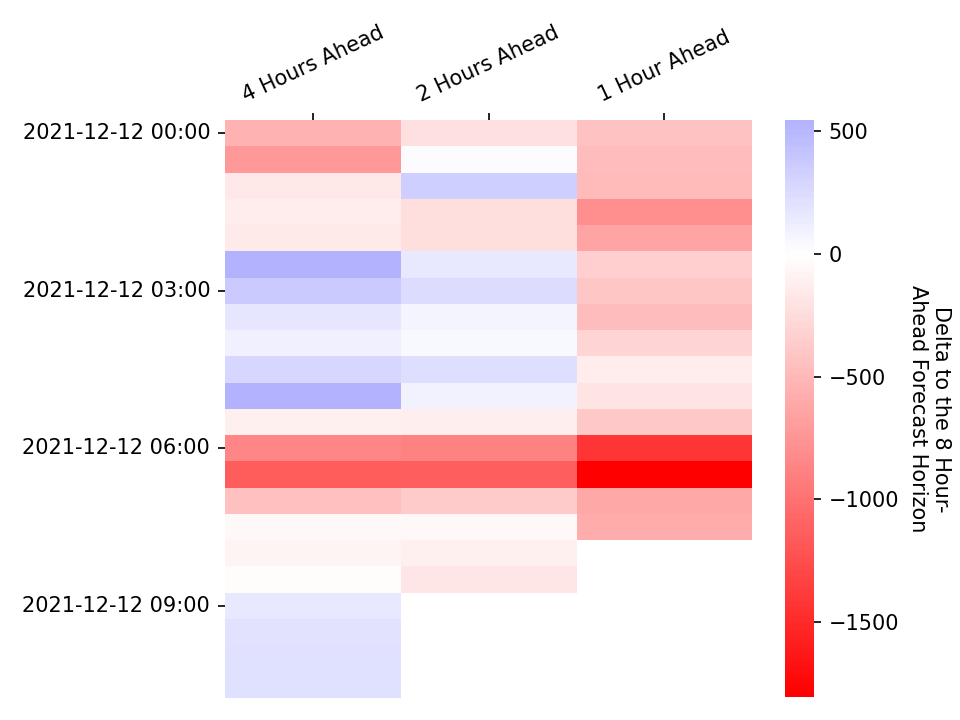 4 Hours Ahead
2 Hours Ahead
1 Hour Ahead
2021-12-12 00:00
2021-12-12 03:00
2021-12-12 06:00
2021-12-12 09:00
500
0
−500
−1000
−1500
Delta to the 8 Hour-
Ahead Forecast Horizon